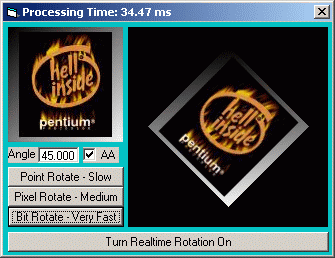 Processing Time: 34.47 ms
hell
inside
pentium
PROCESSOR
Angle 45.000 AA
Point Rotate - Slow
Pixel Rotate - Medium
Bit Rotate - Very Fast
hell
inside
pentium
Turn Realtime Rotation On